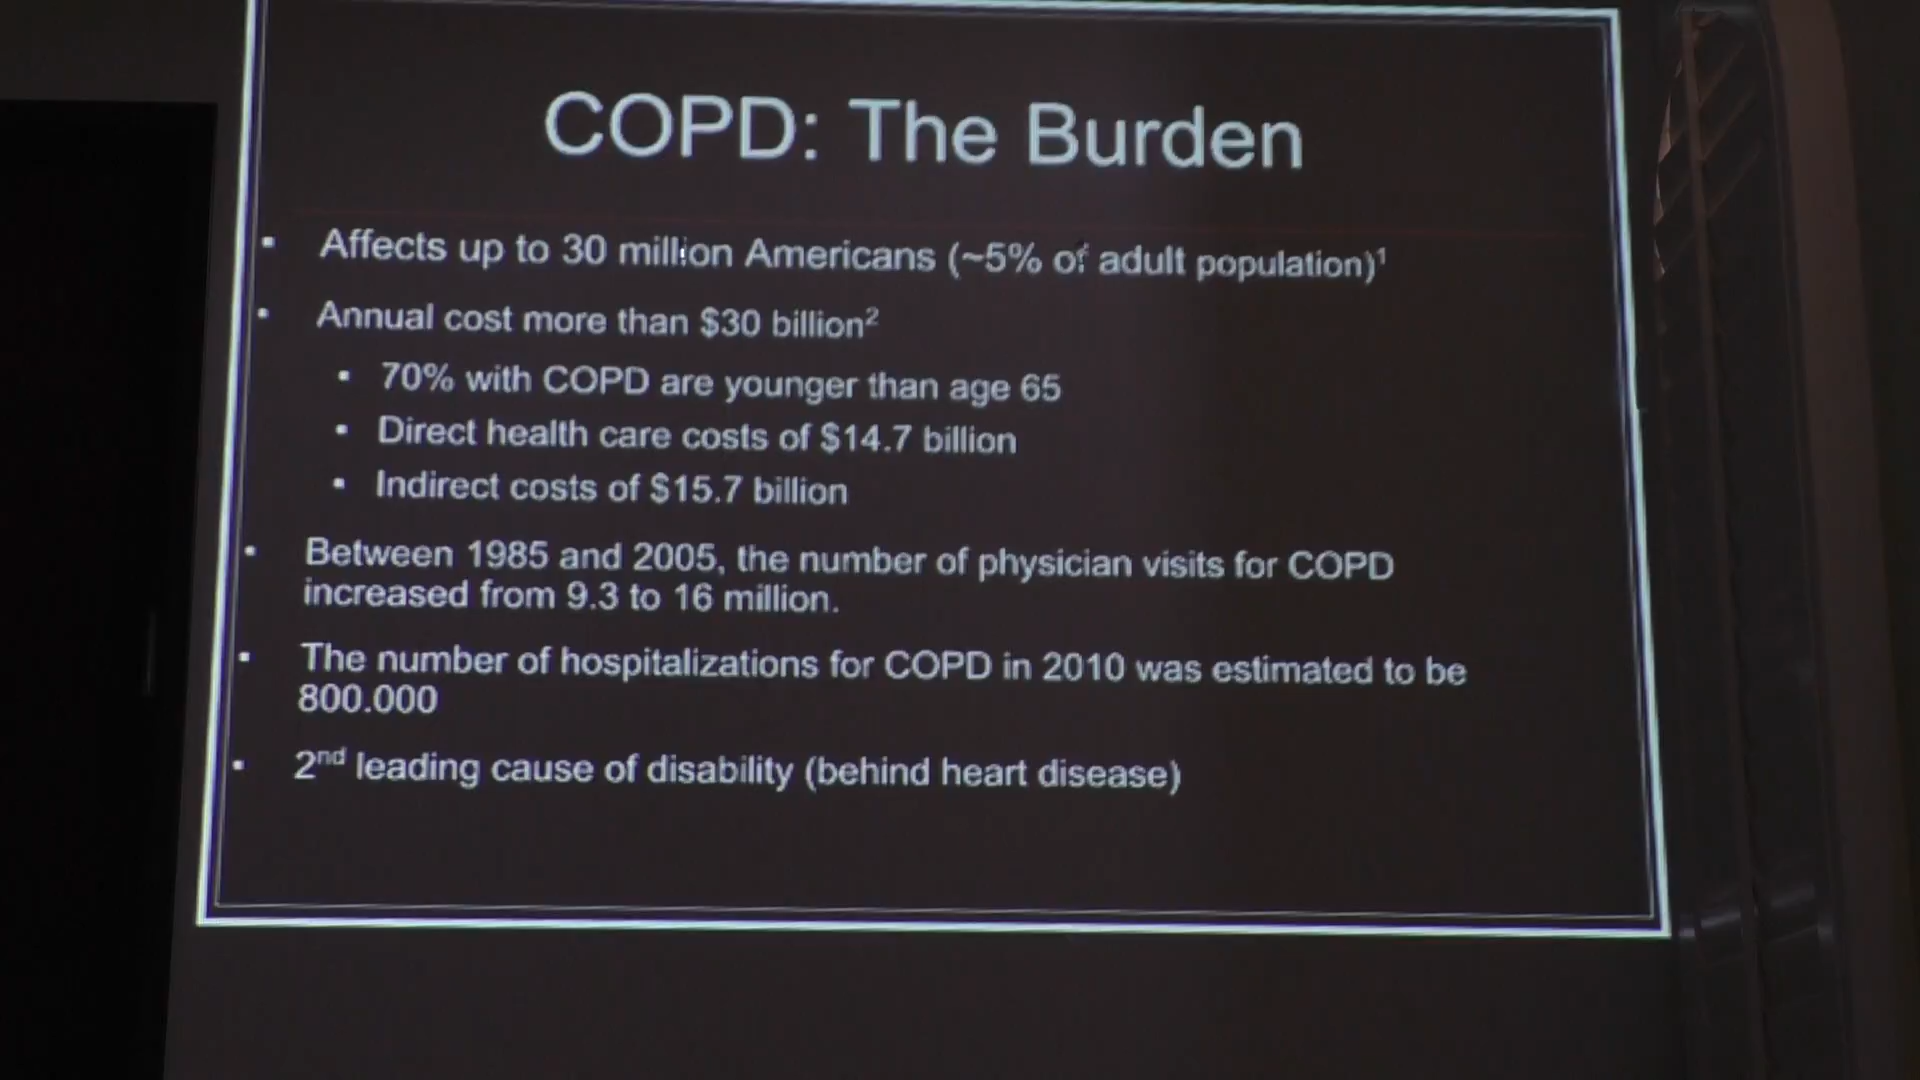 COPD: The Burden
▪ Affects up to 30 million Americans (~5% of adult population)¹
▪ Annual cost more than $30 billion²
▪ 70% with COPD are younger than age 65
▪ Direct health care costs of $14.7 billion
▪ Indirect costs of $15.7 billion
▪ Between 1985 and 2005, the number of physician visits for COPD
increased from 9.3 to 16 million.
▪ The number of hospitalizations for COPD in 2010 was estimated to be
800.000
▪ 2nd leading cause of disability (behind heart disease)